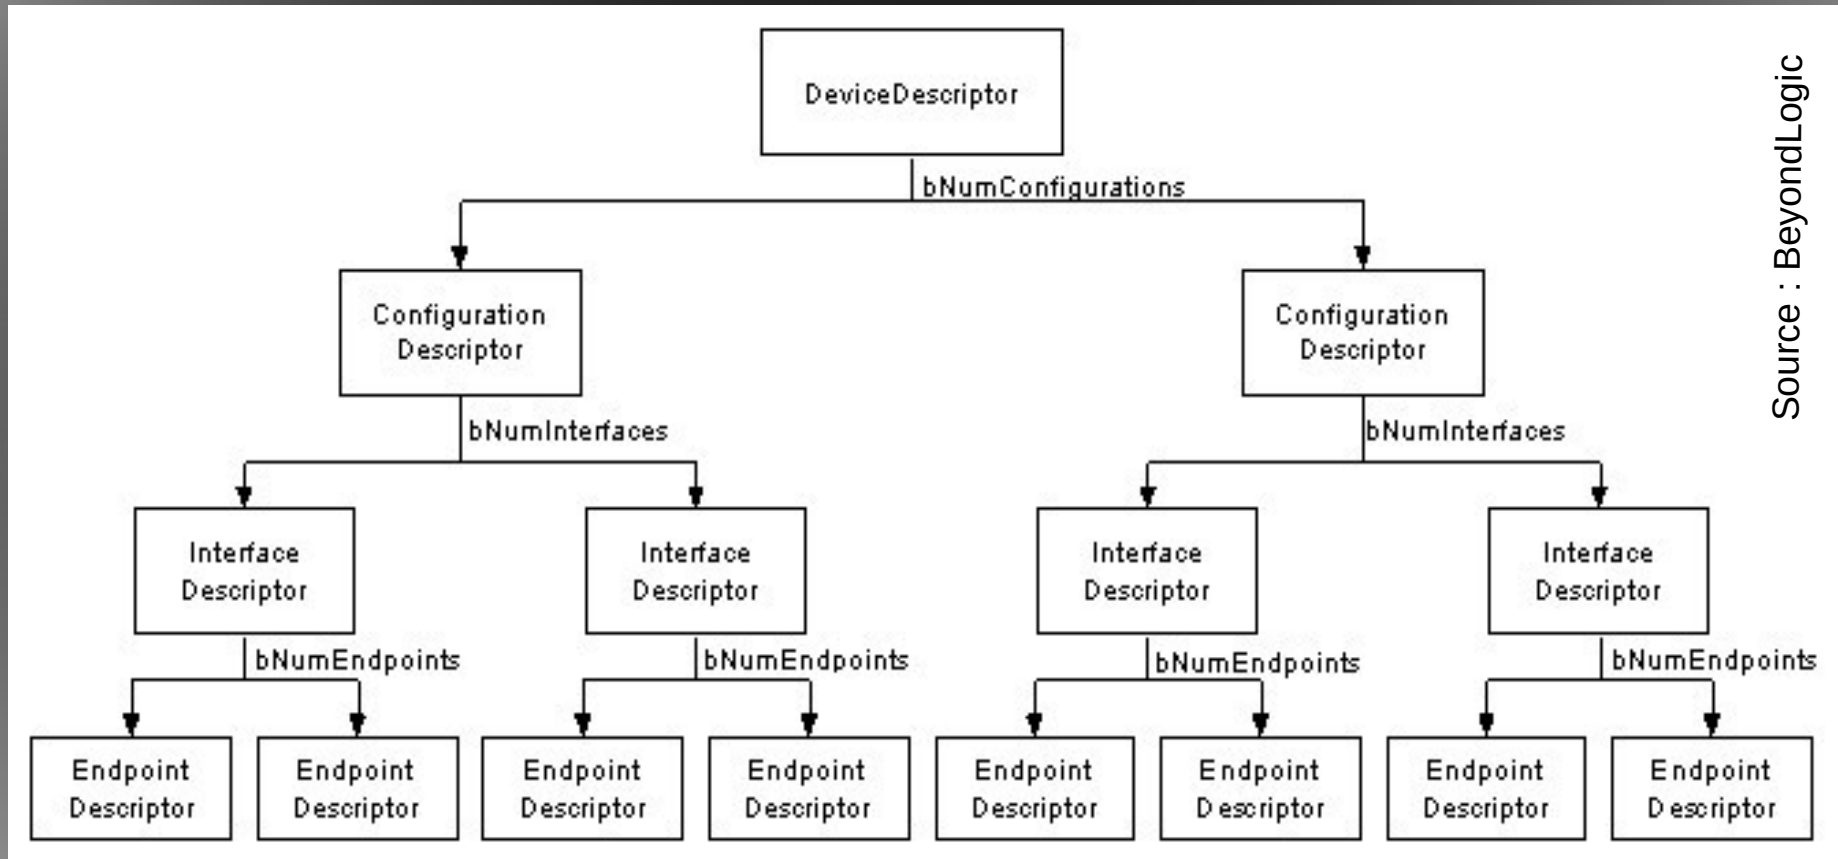 DeviceDescriptor
bNumConfigurations
Configuration
Descriptor
Configuration
Descriptor
bNumInterfaces
bNumInterfaces
Interface
Descriptor
Interface
Descriptor
Interface
Descriptor
Interface
Descriptor
bNumEndpoints
bNumEndpoints
bNumEndpoints
bNumEndpoints
Endpoint
Descriptor
Endpoint
Descriptor
Endpoint
Descriptor
Endpoint
Descriptor
Endpoint
Descriptor
Endpoint
Descriptor
Endpoint
Descriptor
Endpoint
Descriptor
Source : BeyondLogic